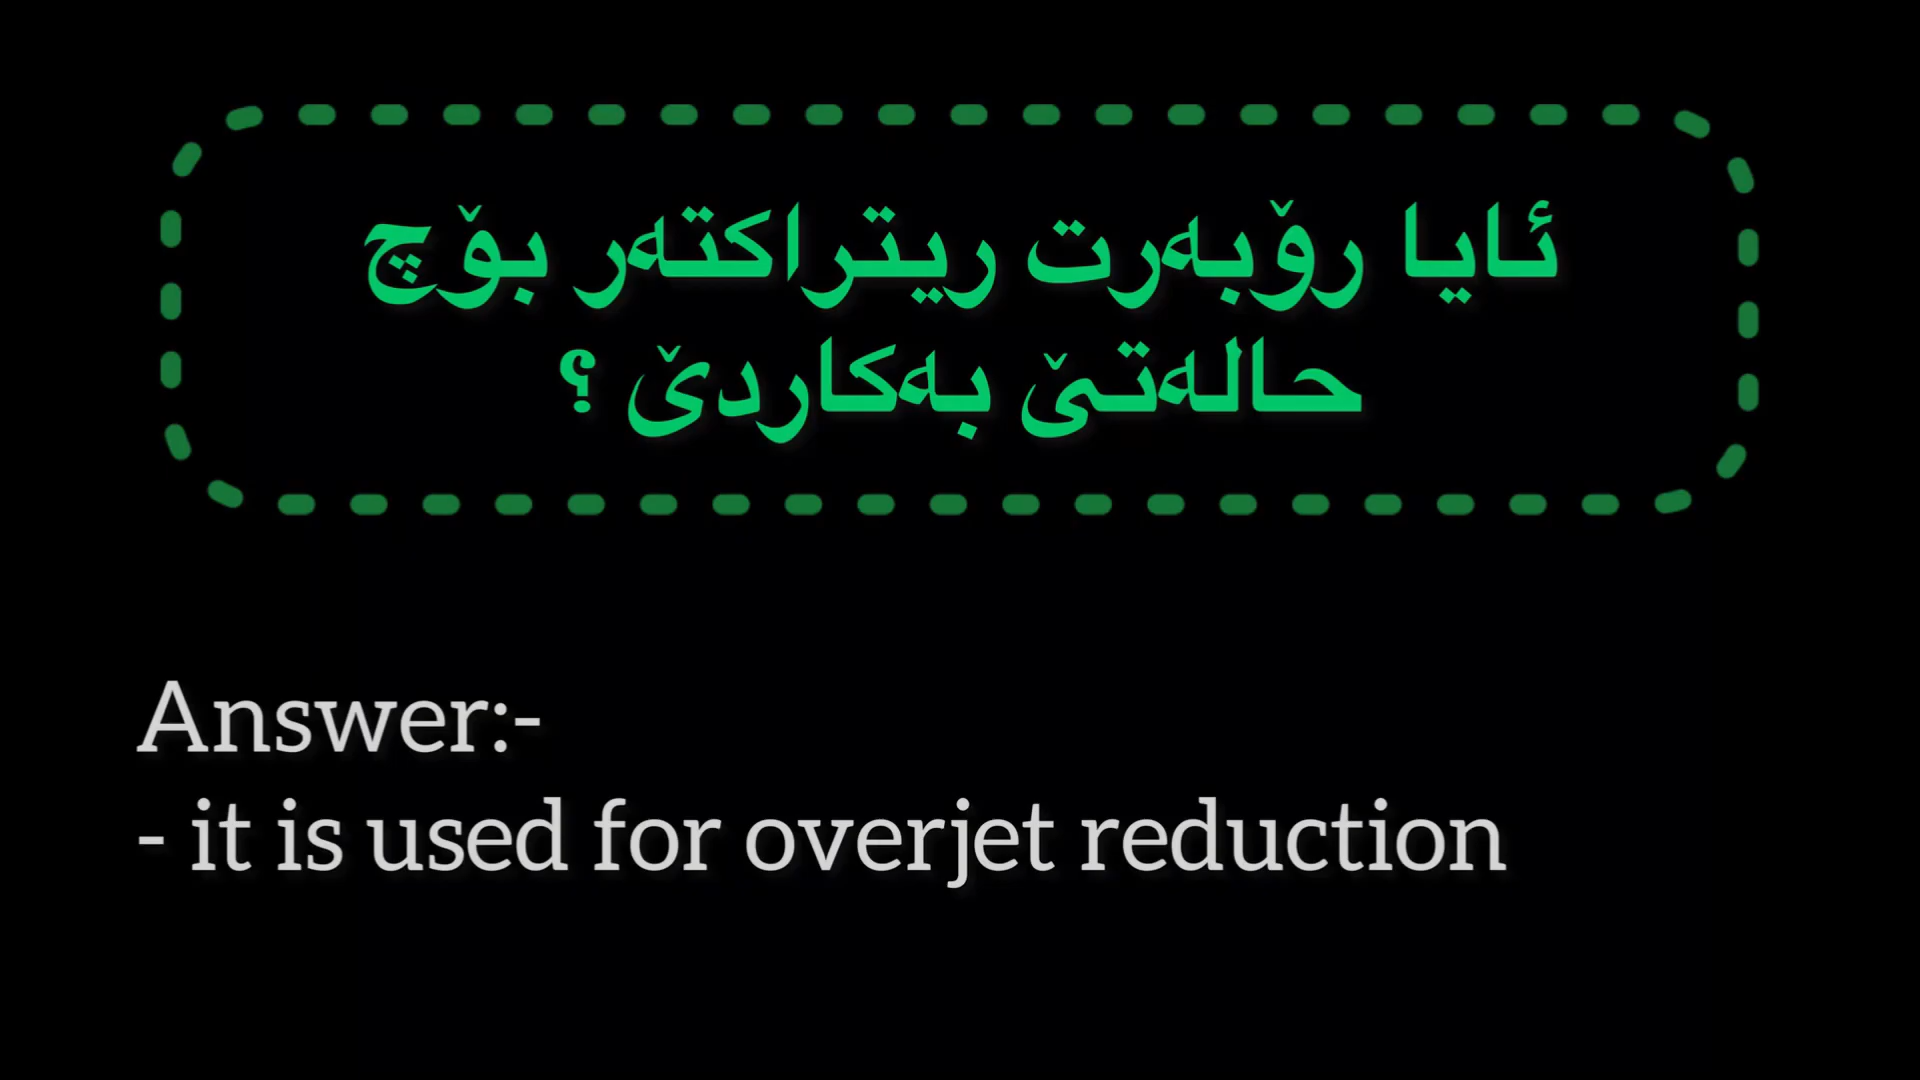 ئایا رۆبەرت ریتراکتەر بۆچ
حالەتێ بەکاردێ ؟
Answer:-
- it is used for overjet reduction